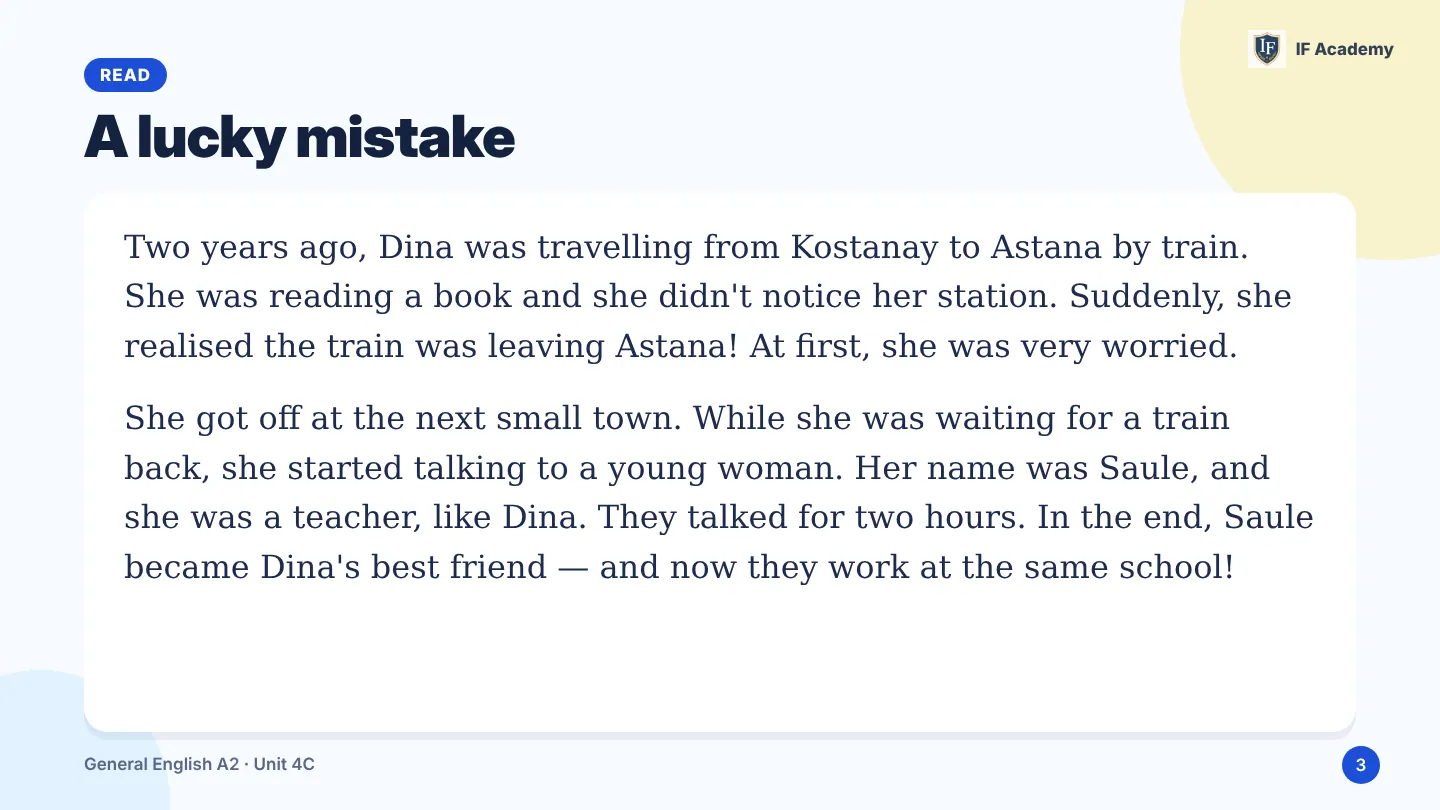 IF
IF Academy
READ
A lucky mistake
Two years ago, Dina was travelling from Kostanay to Astana by train.
She was reading a book and she didn't notice her station. Suddenly, she
realised the train was leaving Astana! At first, she was very worried.
She got off at the next small town. While she was waiting for a train
back, she started talking to a young woman. Her name was Saule, and
she was a teacher, like Dina. They talked for two hours. In the end, Saule
became Dina's best friend — and now they work at the same school!
General English A2 · Unit 4C
3